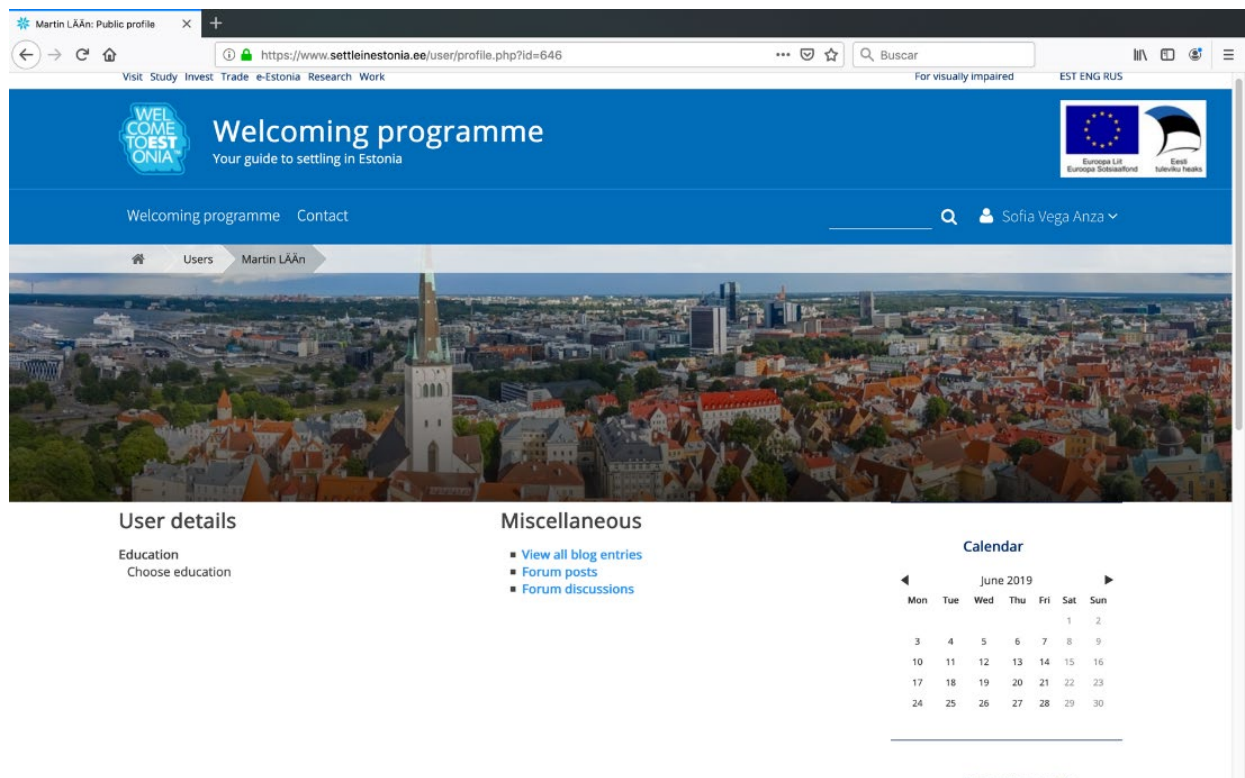 Martin LÄÄn: Public profile
https://www.settleinestonia.ee/user/profile.php?id=646
Buscar
Visit Study Invest Trade e-Estonia Research Work
For visually impaired
EST ENG RUS
WEL
COME
TO EST
ONIA
Welcoming programme
Your guide to settling in Estonia
Euroopa Liit
Euroopa Sotsiaalfond
Eesti
tuleviku heaks
Welcoming programme Contact
Sofia Vega Anza
Users
Martin LÄÄn
User details
Education
Choose education
Miscellaneous
View all blog entries
Forum posts
Forum discussions
Calendar
June 2019
Mon Tue Wed Thu Fri Sat Sun
1 2
3 4 5 6 7 8 9
10 11 12 13 14 15 16
17 18 19 20 21 22 23
24 25 26 27 28 29 30